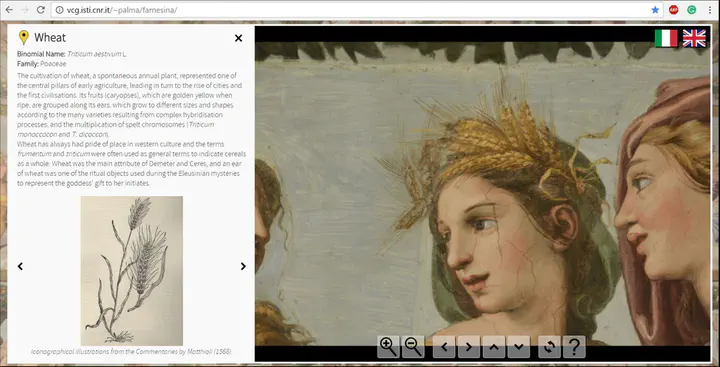 vcg.isti.cnr.it/~palma/farnesina/
Wheat
Binomial Name: Triticum aestivum L.
Family: Poaceae
The cultivation of wheat, a spontaneous annual plant, represented one of
the central pillars of early agriculture, leading in turn to the rise of cities and
the first civilisations. Its fruits (caryopses), which are golden yellow when
ripe, are grouped along its ears, which grow to different sizes and shapes
according to the many varieties resulting from complex hybridisation
processes, and the multiplication of spelt chromosomes (Triticum
monococcon and T. dicoccon).
Wheat has always had pride of place in western culture and the terms
frumentum and triticum were often used as general terms to indicate cereals
as a whole. Wheat was the main attribute of Demeter and Ceres, and an ear
of wheat was one of the ritual objects used during the Eleusinian mysteries
to represent the goddess' gift to her initiates.
Iconographical illustrations from the Commentaries by Matthioli (1568).